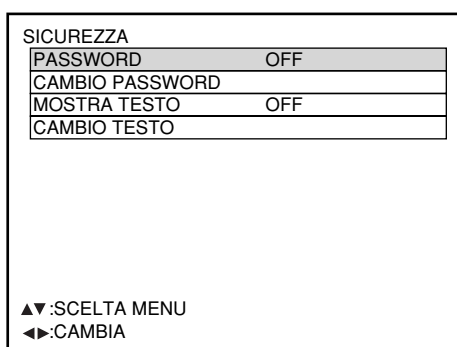 SICUREZZA
PASSWORD OFF
CAMBIO PASSWORD
MOSTRA TESTO OFF
CAMBIO TESTO
▲▼:SCELTA MENU
◀▶:CAMBIA